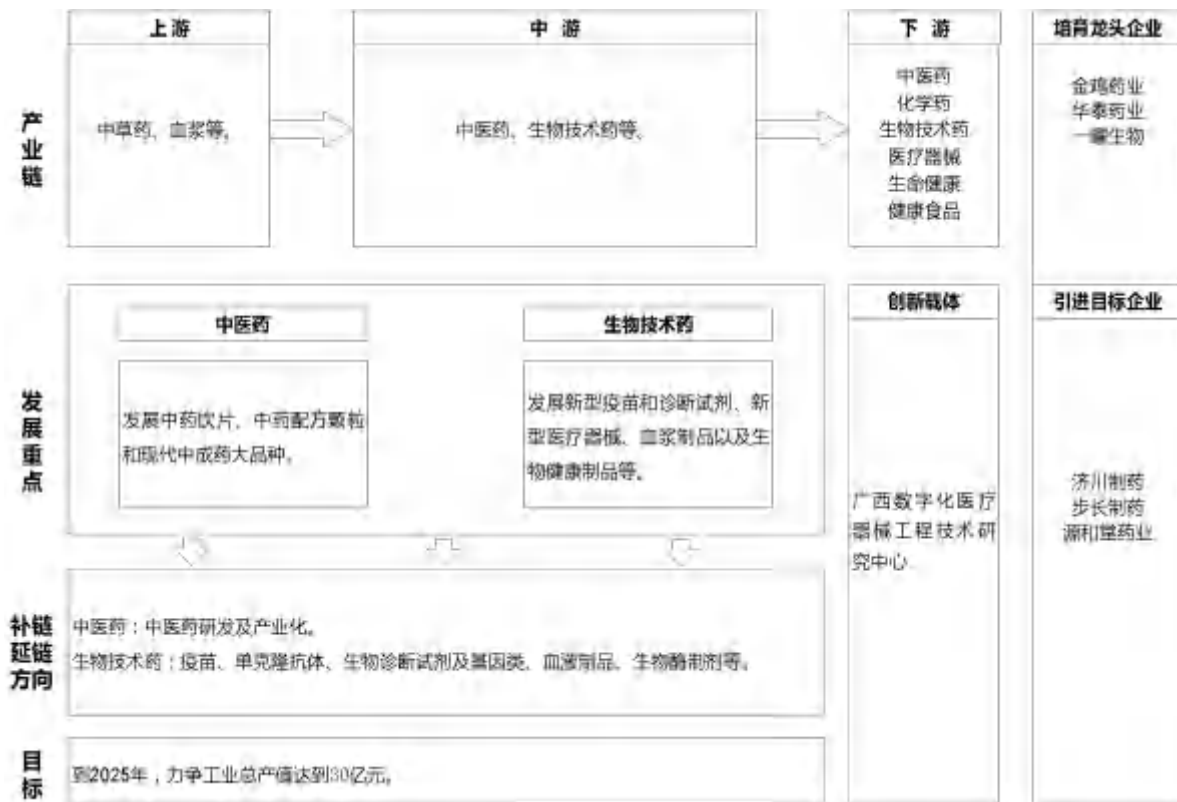 上游
中 游
下 游
培育龙头企业
产
业
链
中草药、血浆等。
中医药、生物技术药等。
中医药
化学药
生物技术药
医疗器械
生命健康
健康食品
金鸡药业
华泰药业
一曜生物
发
展
重
点
中医药
生物技术药
发展中药饮片、中药配方颗粒
和现代中成药大品种。
发展新型疫苗和诊断试剂、新
型医疗器械、血浆制品以及生
物健康制品等。
创新载体
广西数字化医疗
器械工程技术研
究中心
引进目标企业
济川制药
步长制药
源和堂药业
补链
延链
方向
中医药：中医药研发及产业化。
生物技术药：疫苗、单克隆抗体、生物诊断试剂及基因类、血液制品、生物酶制剂等。
目
标
到2025年，力争工业总产值达到30亿元。